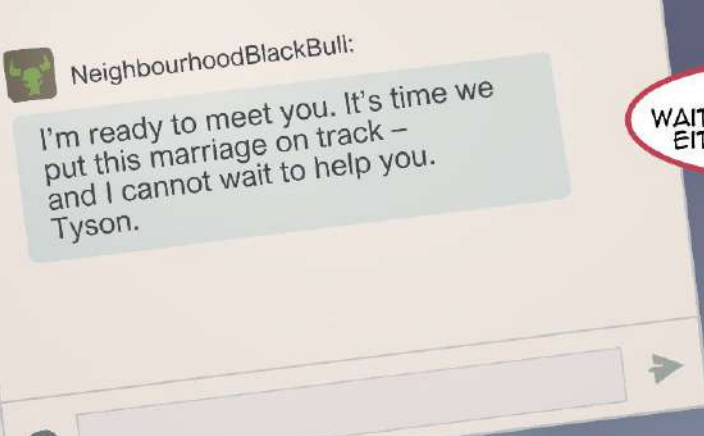 NeighbourhoodBlackBull:
I'm ready to meet you. It's time we
put this marriage on track –
and I cannot wait to help you.
Tyson.
WAIT